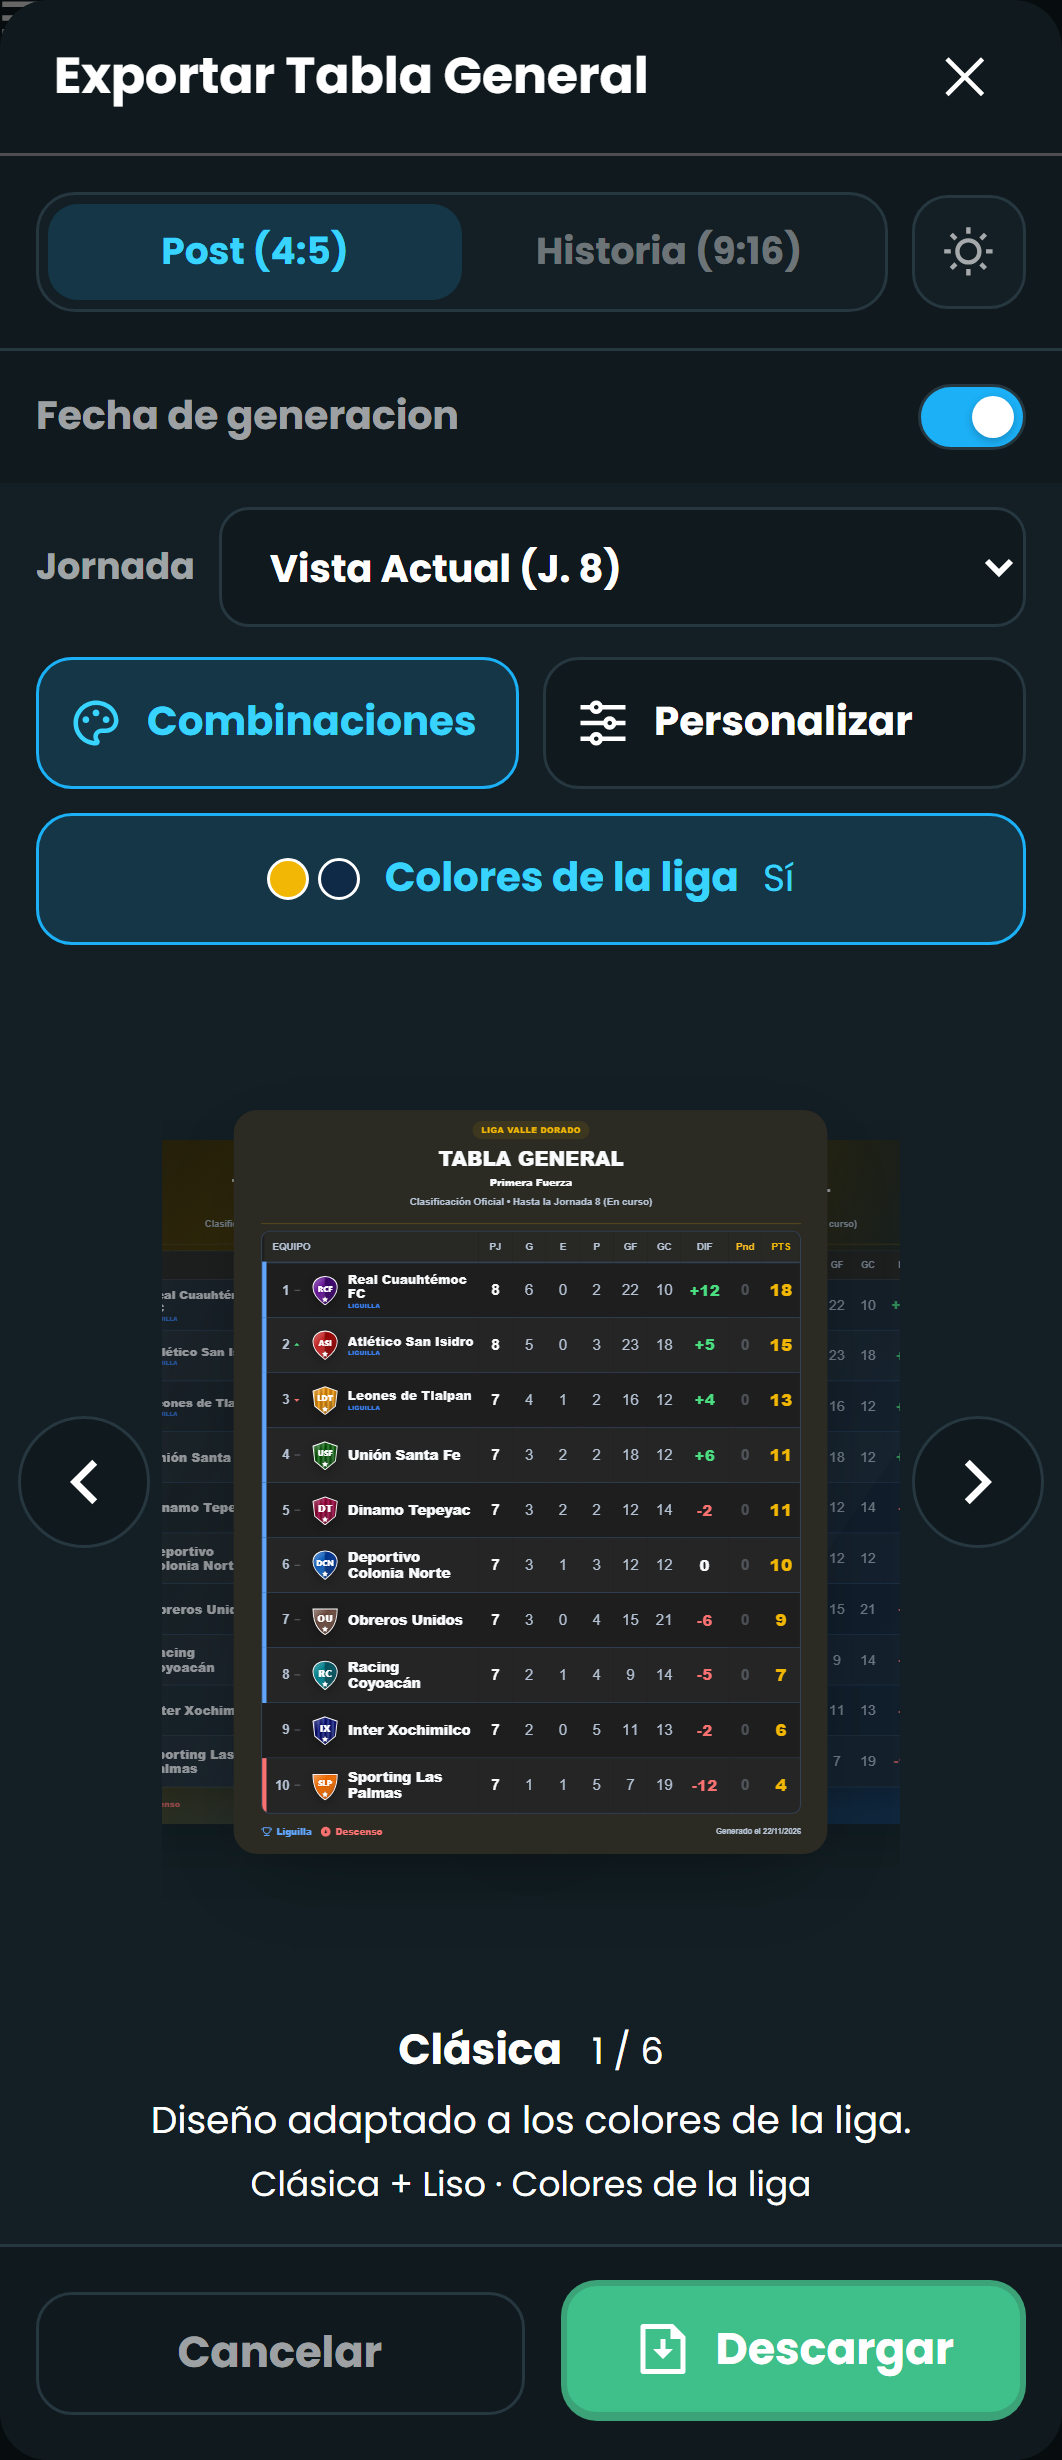 Exportar Tabla General
Post (4:5) Historia (9:16)
Fecha de generacion
Jornada Vista Actual (J. 8)
Combinaciones Personalizar
Colores de la liga Sí
LIGA VALLE DORADO
TABLA GENERAL
Primera Fuerza
Clasificación Oficial • Hasta la Jornada 8 (En curso)
EQUIPO PJ G E P GF GC DIF Pnd PTS
1 – RCF Real Cuauhtémoc FC 8 6 0 2 22 10 +12 0 18
LIGUILLA
2 ASI Atlético San Isidro 8 5 0 3 23 18 +5 0 15
LIGUILLA
3 LDT Leones de Tlalpan 7 4 1 2 16 12 +4 0 13
LIGUILLA
4 – USF Unión Santa Fe 7 3 2 2 18 12 +6 0 11
5 – DT Dinamo Tepeyac 7 3 2 2 12 14 -2 0 11
6 – DCN Deportivo Colonia Norte 7 3 1 3 12 12 0 0 10
7 – OU Obreros Unidos 7 3 0 4 15 21 -6 0 9
8 – RC Racing Coyoacán 7 2 1 4 9 14 -5 0 7
9 – IX Inter Xochimilco 7 2 0 5 11 13 -2 0 6
10 – SLP Sporting Las Palmas 7 1 1 5 7 19 -12 0 4
Liguilla Descenso Generado el 22/11/2026
Clásica 1 / 6
Diseño adaptado a los colores de la liga.
Clásica + Liso · Colores de la liga
Cancelar Descargar